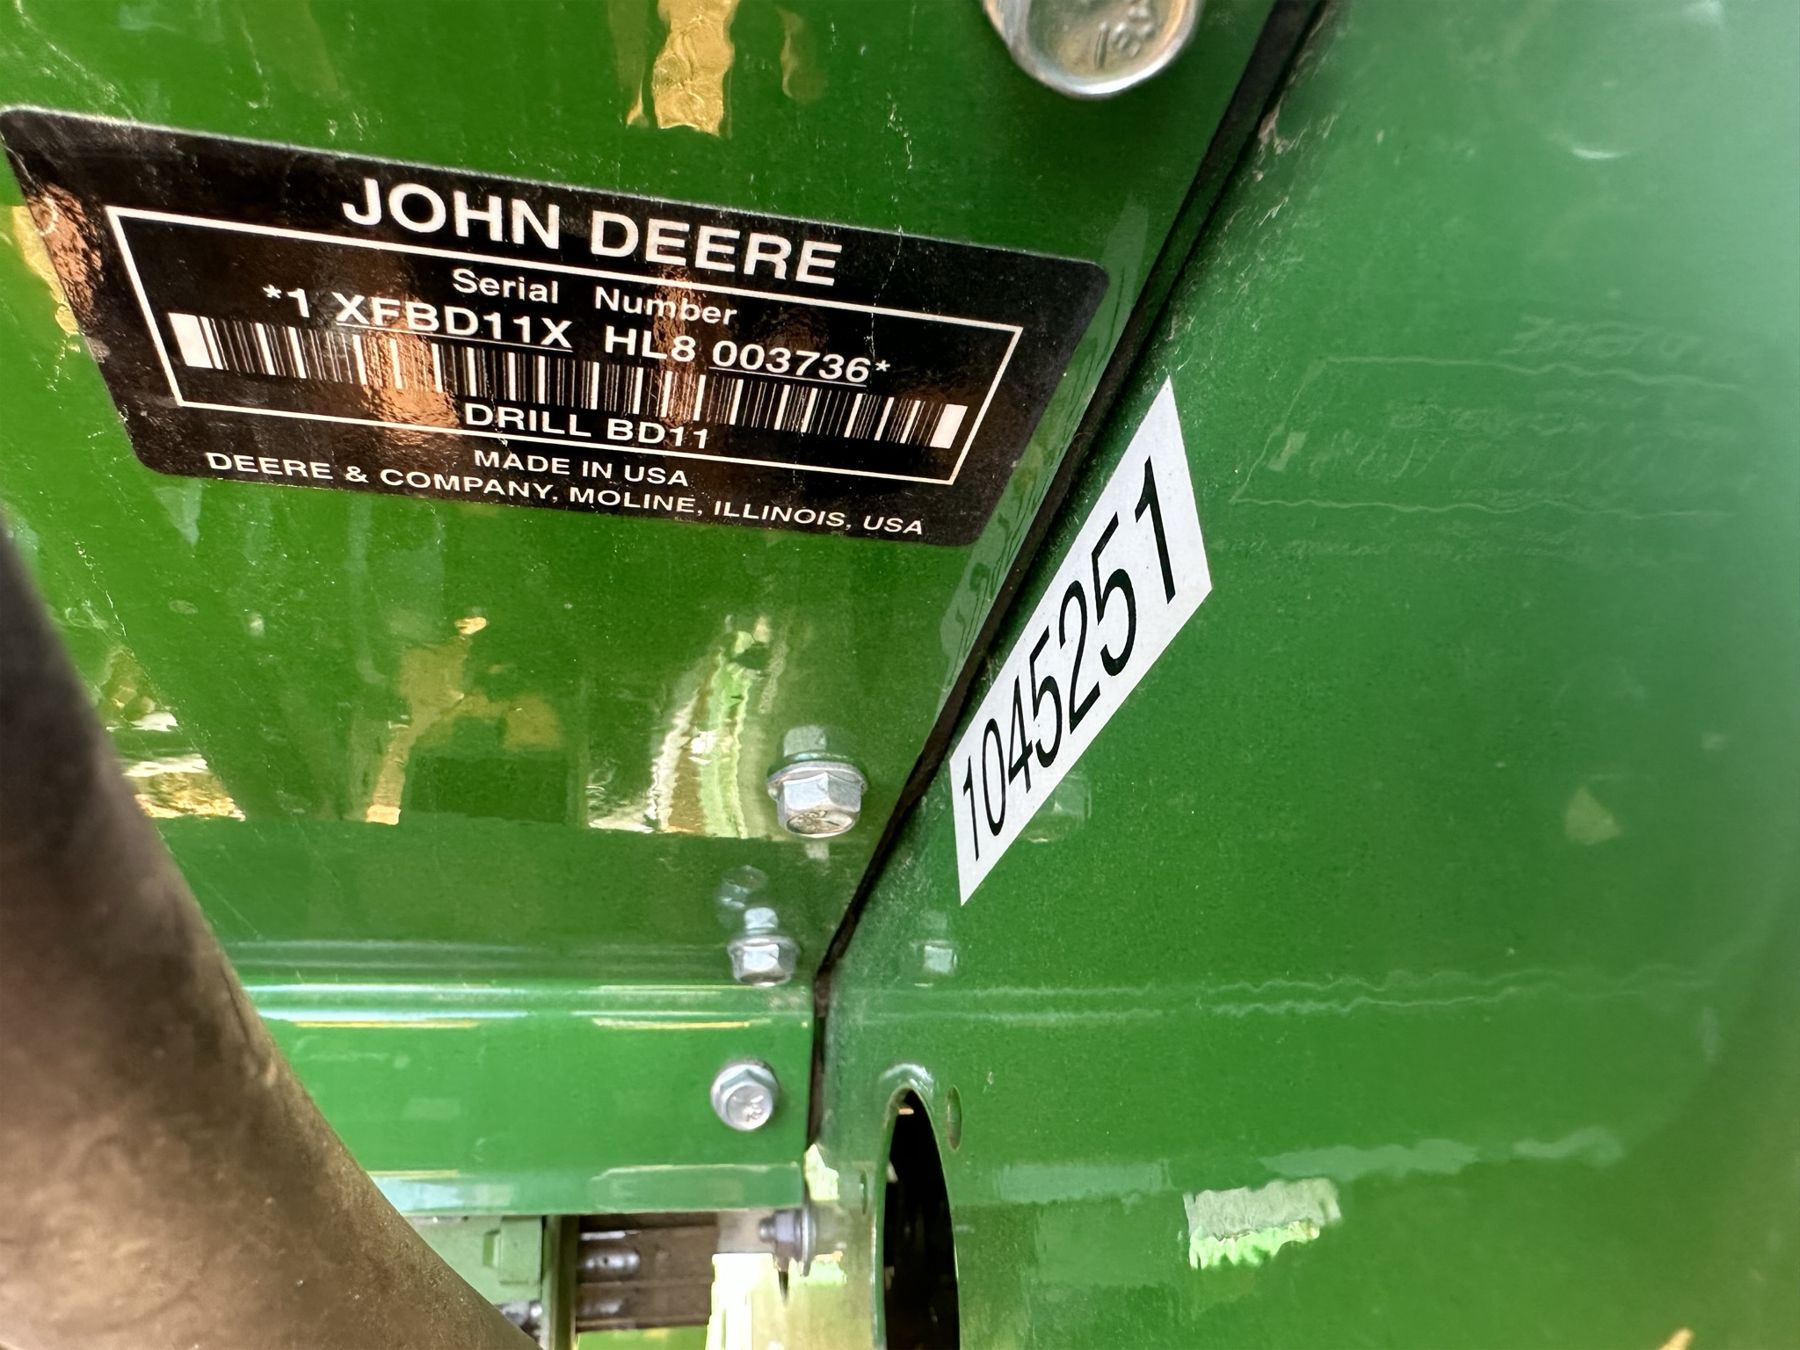 JOHN DEERE
Serial Number
*1 XFBD11X HL8 003736*
DRILL BD11
MADE IN USA
DEERE & COMPANY, MOLINE, ILLINOIS, USA
1045251